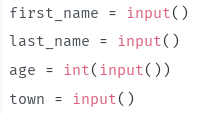 first_name = input()
last_name = input()
age = int(input())
town = input()